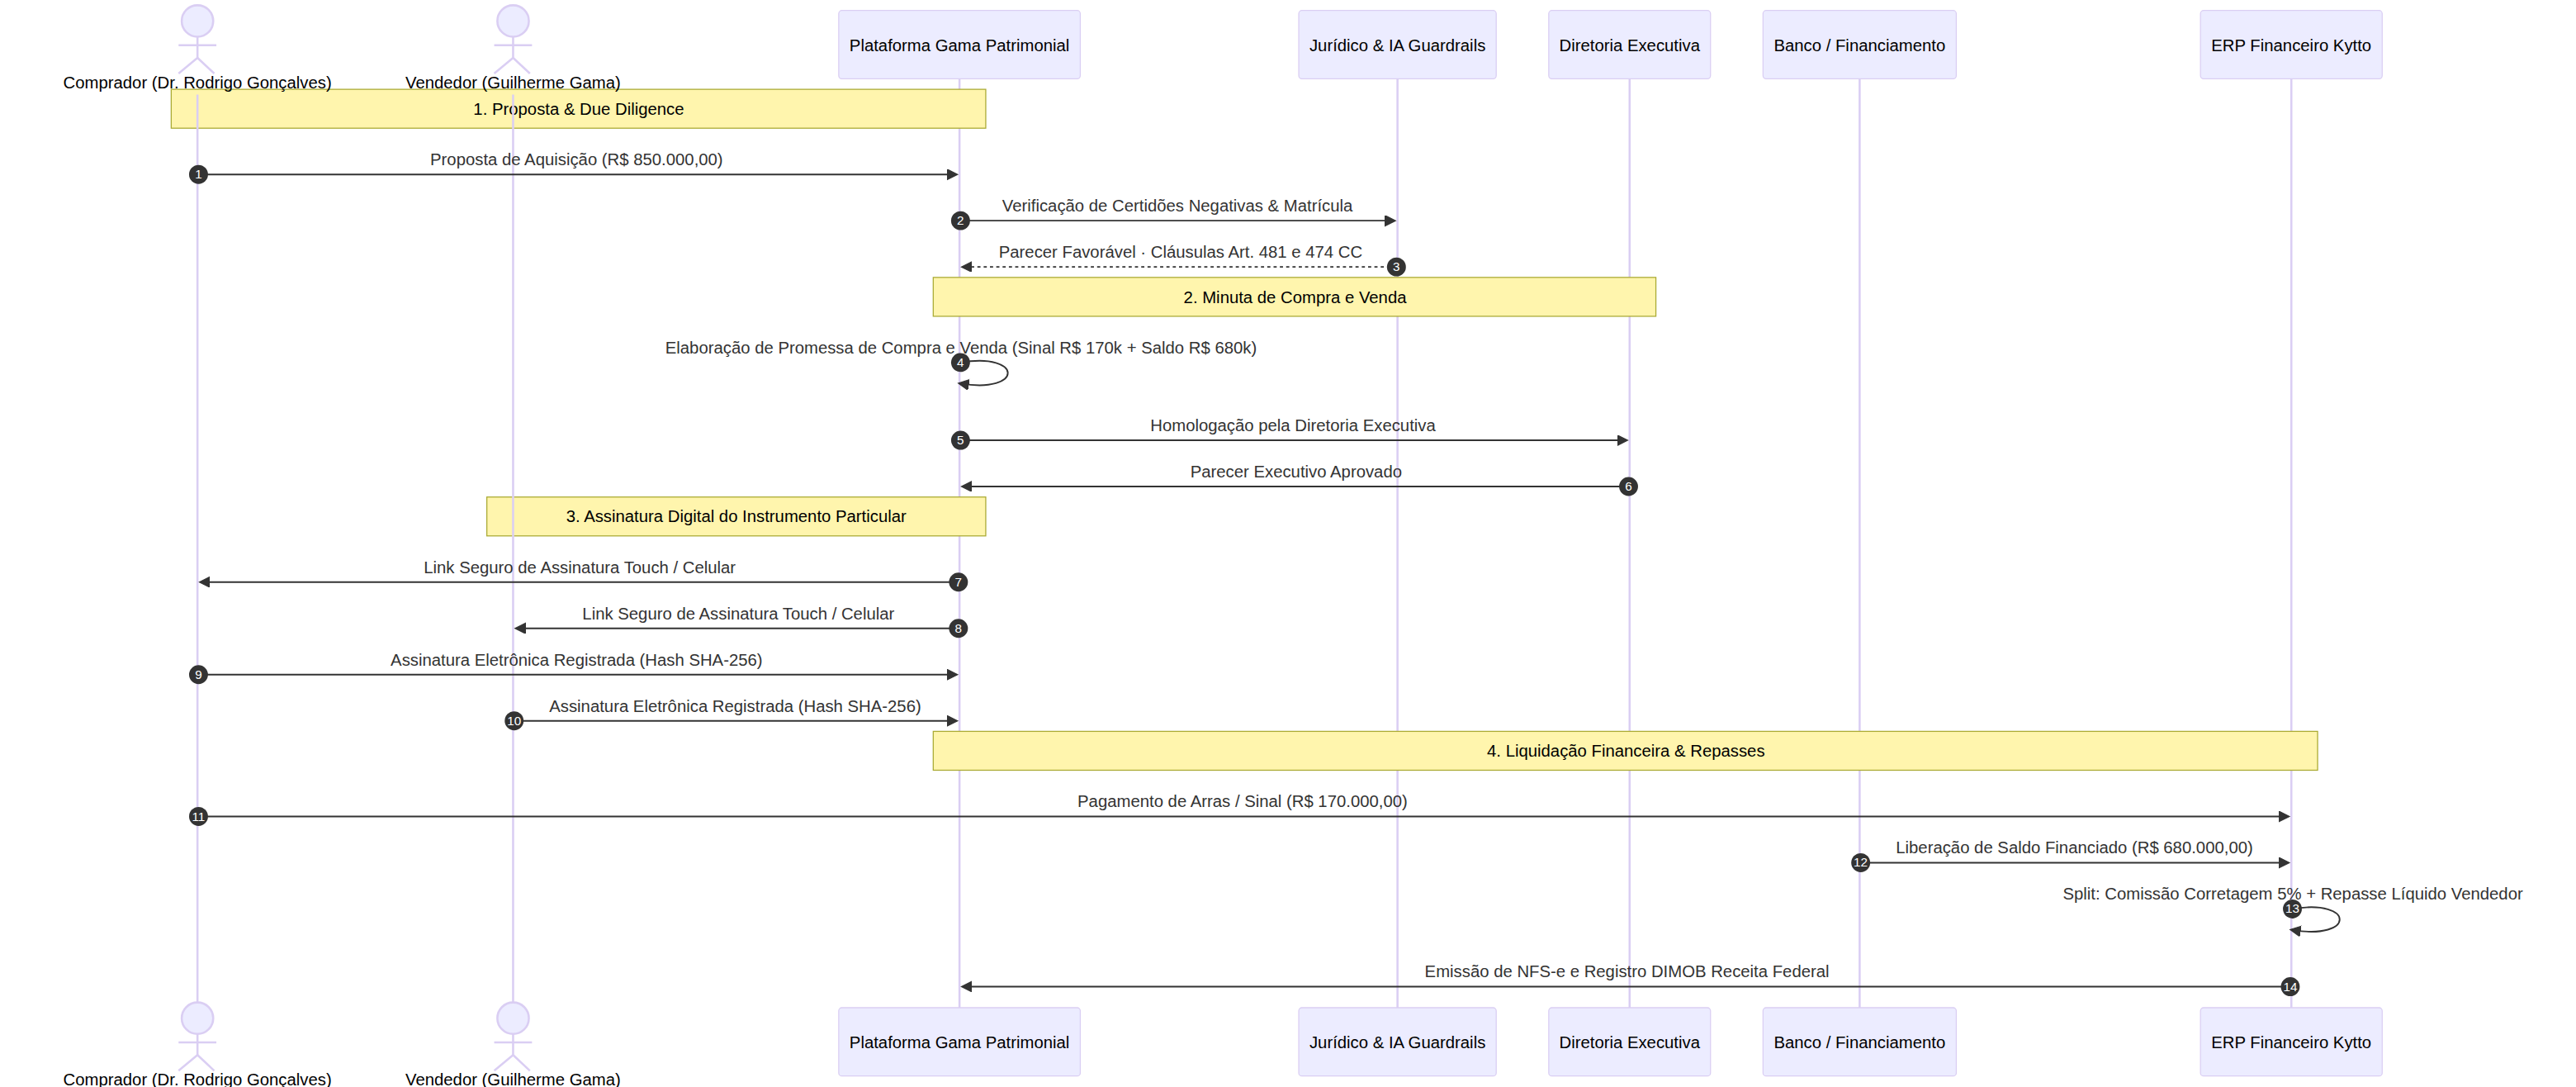 Comprador (Dr. Rodrigo Gonçalves)
Vendedor (Guilherme Gama)
Plataforma Gama Patrimonial
Jurídico & IA Guardrails
Diretoria Executiva
Banco / Financiamento
ERP Financeiro Kytto
1. Proposta & Due Diligence
Proposta de Aquisição (R$ 850.000,00)
1
Verificação de Certidões Negativas & Matrícula
2
Parecer Favorável · Cláusulas Art. 481 e 474 CC
3
2. Minuta de Compra e Venda
Elaboração de Promessa de Compra e Venda (Sinal R$ 170k + Saldo R$ 680k)
4
Homologação pela Diretoria Executiva
5
Parecer Executivo Aprovado
6
3. Assinatura Digital do Instrumento Particular
Link Seguro de Assinatura Touch / Celular
7
Link Seguro de Assinatura Touch / Celular
8
Assinatura Eletrônica Registrada (Hash SHA-256)
9
Assinatura Eletrônica Registrada (Hash SHA-256)
10
4. Liquidação Financeira & Repasses
Pagamento de Arras / Sinal (R$ 170.000,00)
11
Liberação de Saldo Financiado (R$ 680.000,00)
12
Split: Comissão Corretagem 5% + Repasse Líquido Vendedor
13
Emissão de NFS-e e Registro DIMOB Receita Federal
14
Comprador (Dr. Rodrigo Gonçalves)
Vendedor (Guilherme Gama)
Plataforma Gama Patrimonial
Jurídico & IA Guardrails
Diretoria Executiva
Banco / Financiamento
ERP Financeiro Kytto